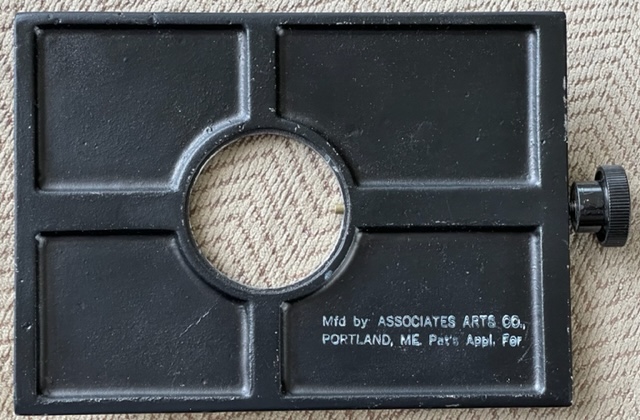 Mfd by ASSOCIATES ARTS CO.,
PORTLAND, ME. Pat's Appl. For